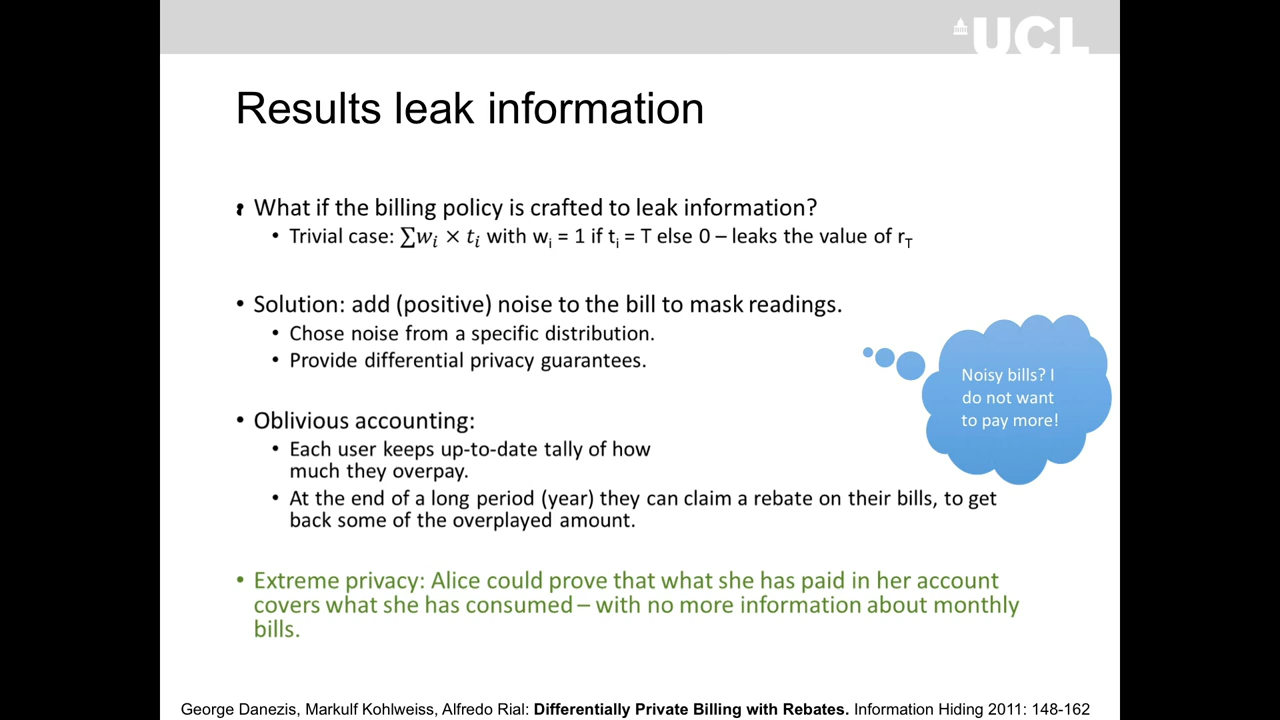 UCL
Results leak information
• What if the billing policy is crafted to leak information?
• Trivial case: ∑𝑤ᵢ × 𝑡ᵢ with wᵢ = 1 if tᵢ = T else 0 – leaks the value of r_T
• Solution: add (positive) noise to the bill to mask readings.
• Chose noise from a specific distribution.
• Provide differential privacy guarantees.
Noisy bills? I
do not want
to pay more!
• Oblivious accounting:
• Each user keeps up-to-date tally of how
much they overpay.
• At the end of a long period (year) they can claim a rebate on their bills, to get
back some of the overplayed amount.
• Extreme privacy: Alice could prove that what she has paid in her account
covers what she has consumed – with no more information about monthly
bills.
George Danezis, Markulf Kohlweiss, Alfredo Rial: Differentially Private Billing with Rebates. Information Hiding 2011: 148-162